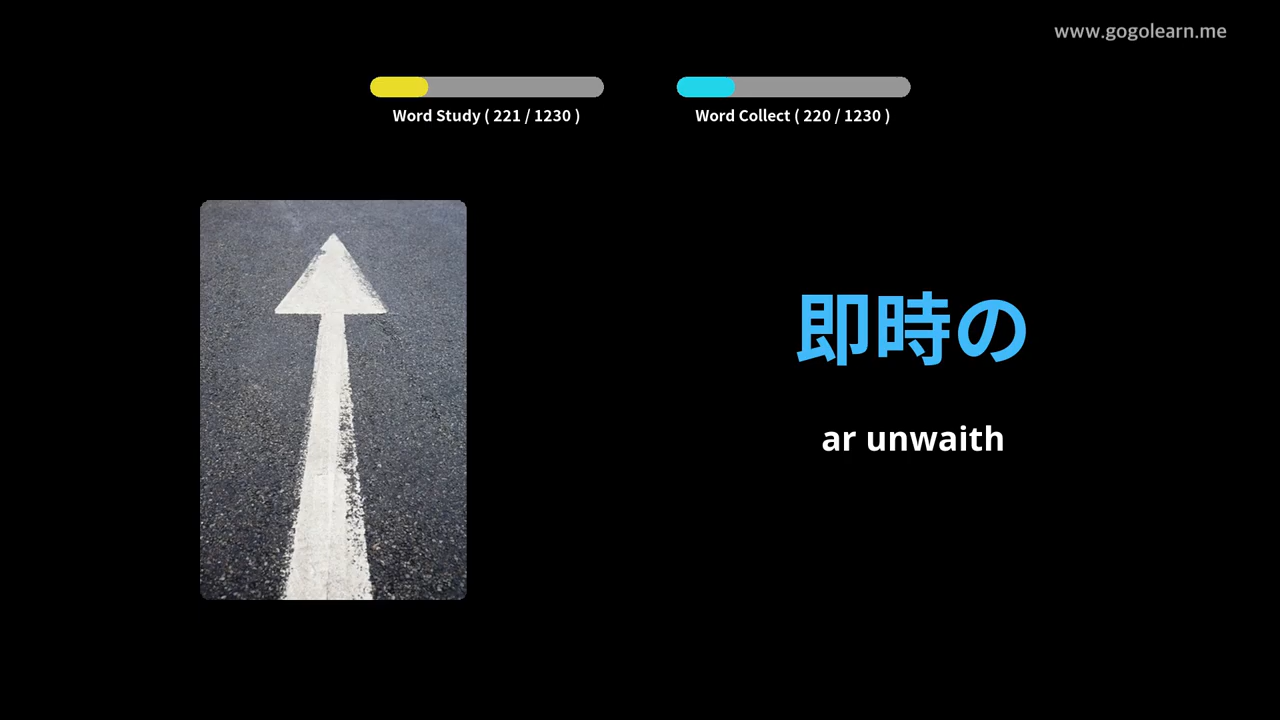 www.gogolearn.me
Word Study ( 221 / 1230 )
Word Collect ( 220 / 1230 )
即時の
ar unwaith